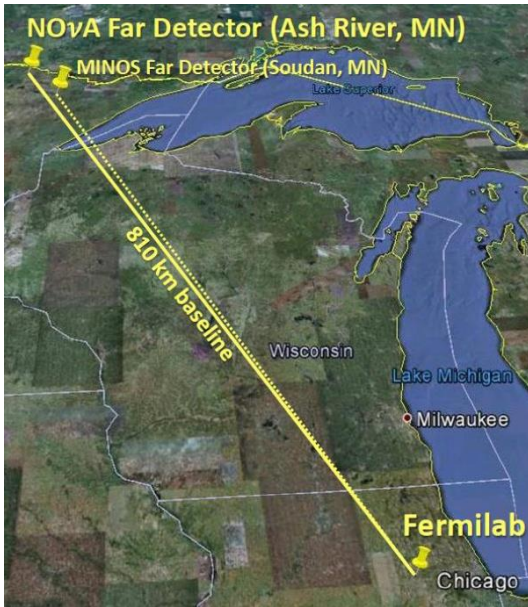 NOνA Far Detector (Ash River, MN)
MINOS Far Detector (Soudan, MN)
Lake Superior
810 km baseline
Wisconsin
Lake Michigan
Milwaukee
Fermilab
Chicago